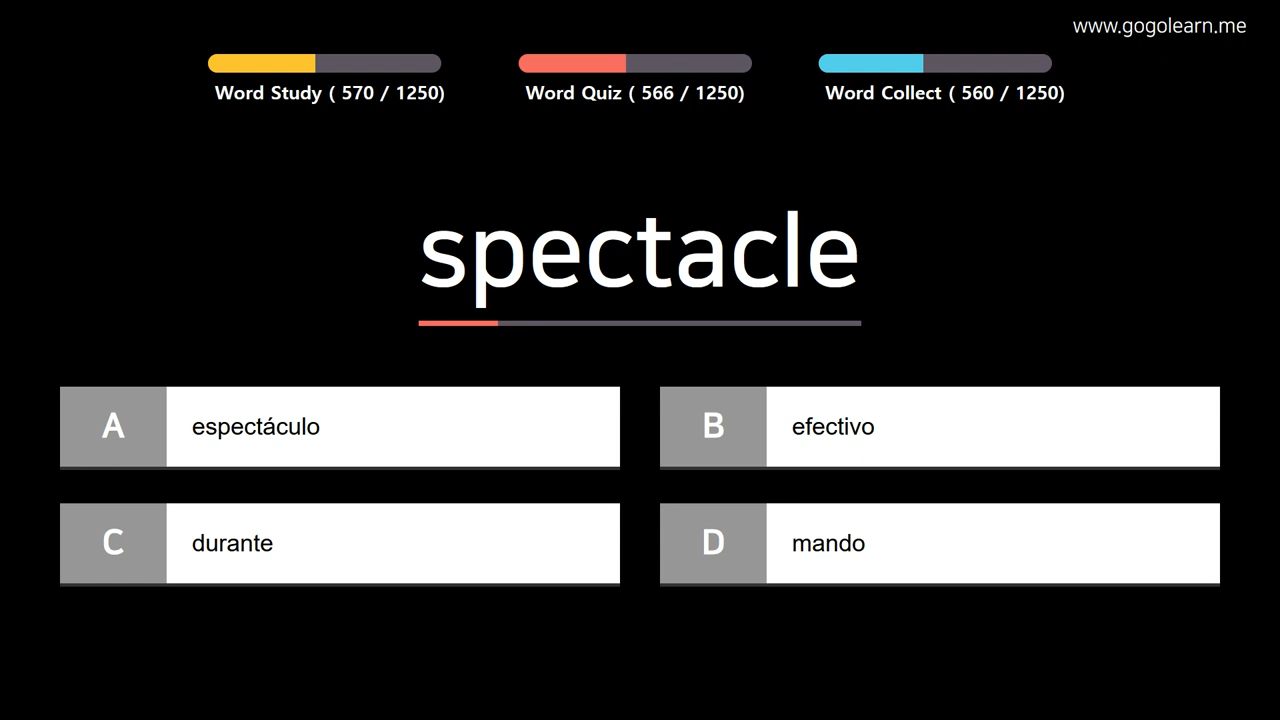 www.gogolearn.me
Word Study ( 570 / 1250)
Word Quiz ( 566 / 1250)
Word Collect ( 560 / 1250)
spectacle
A espectáculo
B efectivo
C durante
D mando